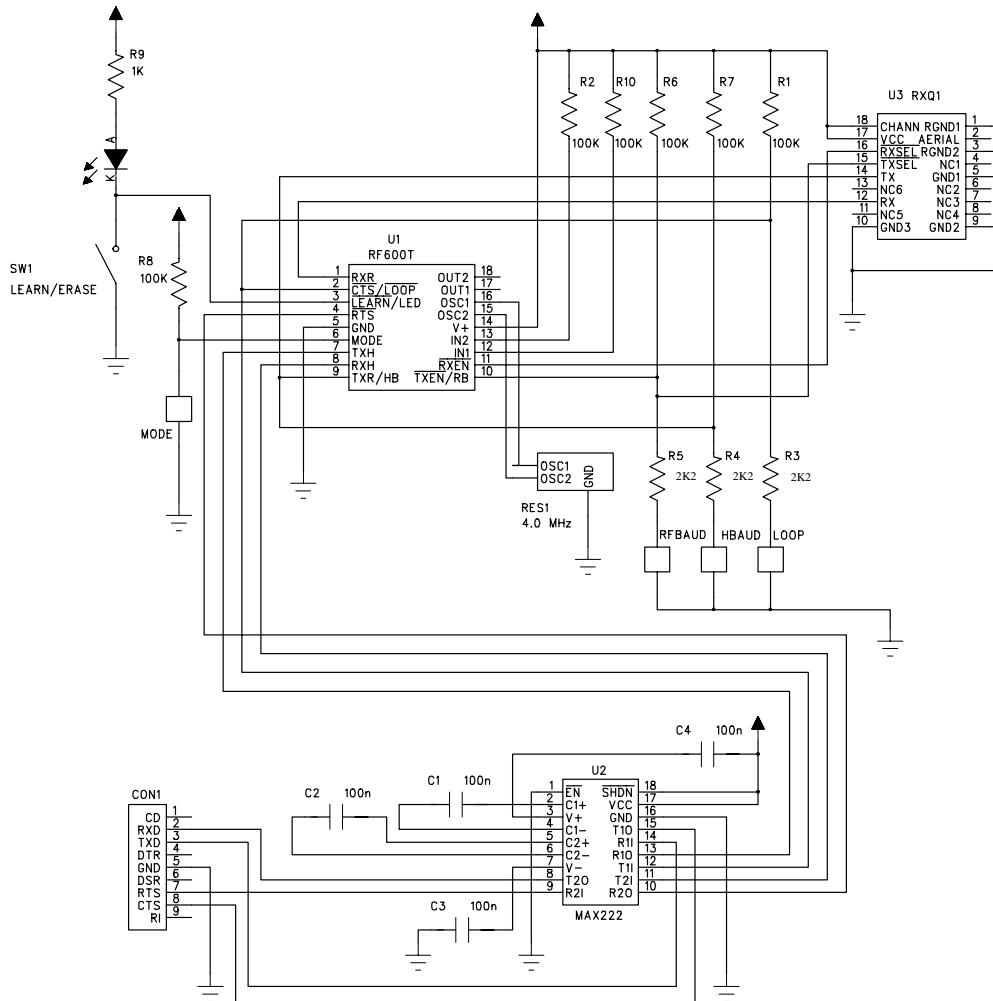 R9
1K
A
K
SW1
LEARN/ERASE
R8
100K
MODE
R2
100K
R10
100K
R6
100K
R7
100K
R1
100K
U3 RXQ1
18 CHANN RGND1 1
17 VCC AERIAL 2
16 RXSEL RGND2 3
15 TXSEL NC1 4
14 TX GND1 5
13 NC6 NC2 6
12 RX NC3 7
11 NC5 NC4 8
10 GND3 GND2 9
U1
RF600T
1 RXR OUT2 18
2 CTS/LOOP OUT1 17
3 LEARN/LED OSC1 16
4 RTS OSC2 15
5 GND V+ 14
6 MODE IN2 13
7 TXH IN1 12
8 RXH RXEN 11
9 TXR/HB TXEN/RB 10
OSC1
OSC2
GND
RES1
4.0 MHz
R5
2K2
R4
2K2
R3
2K2
RFBAUD
HBAUD
LOOP
C4 100n
C1 100n
C2 100n
C3 100n
U2
1 EN SHDN 18
2 C1+ VCC 17
3 V+ GND 16
4 C1- T1O 15
5 C2+ R1I 14
6 C2- R1O 13
7 V- T1I 12
8 T2O T2I 11
9 R2I R2O 10
MAX222
CON1
CD 1
RXD 2
TXD 3
DTR 4
GND 5
DSR 6
RTS 7
CTS 8
RI 9